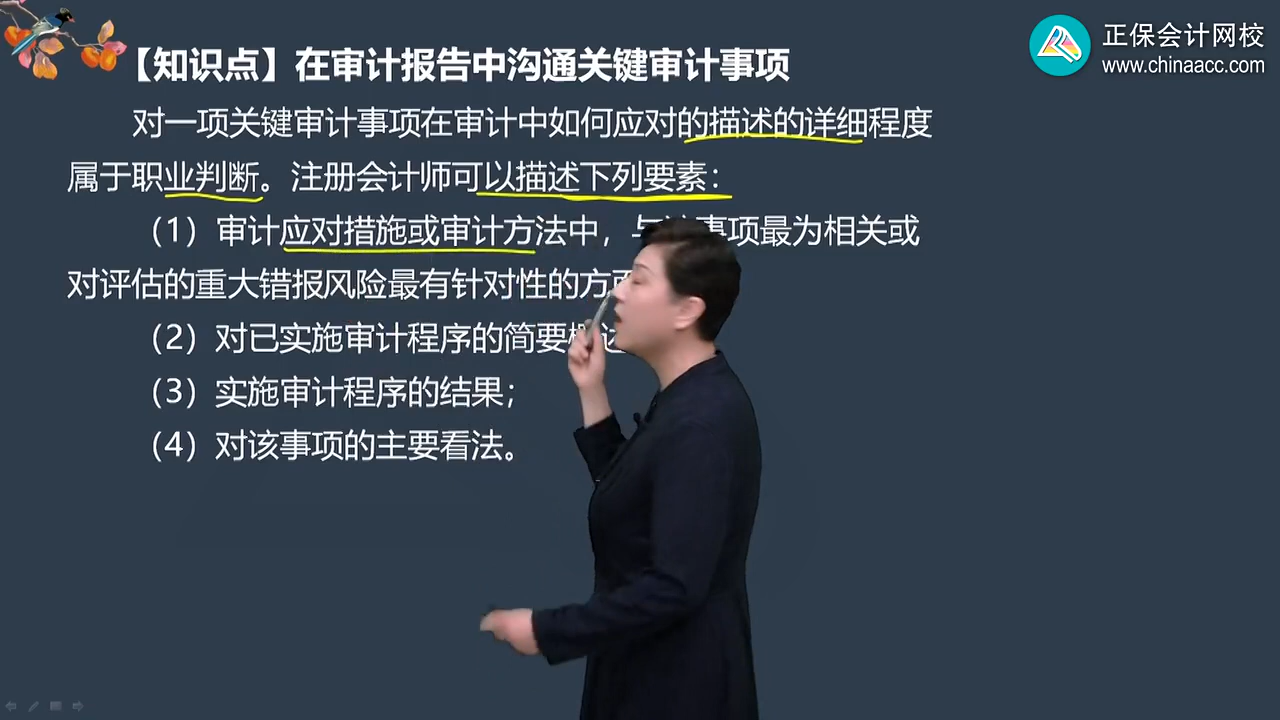 正保会计网校
www.chinaacc.com
【知识点】在审计报告中沟通关键审计事项
对一项关键审计事项在审计中如何应对的描述的详细程度
属于职业判断。注册会计师可以描述下列要素：
（1）审计应对措施或审计方法中，与该事项最为相关或
对评估的重大错报风险最有针对性的方面
（2）对已实施审计程序的简要概述
（3）实施审计程序的结果；
（4）对该事项的主要看法。